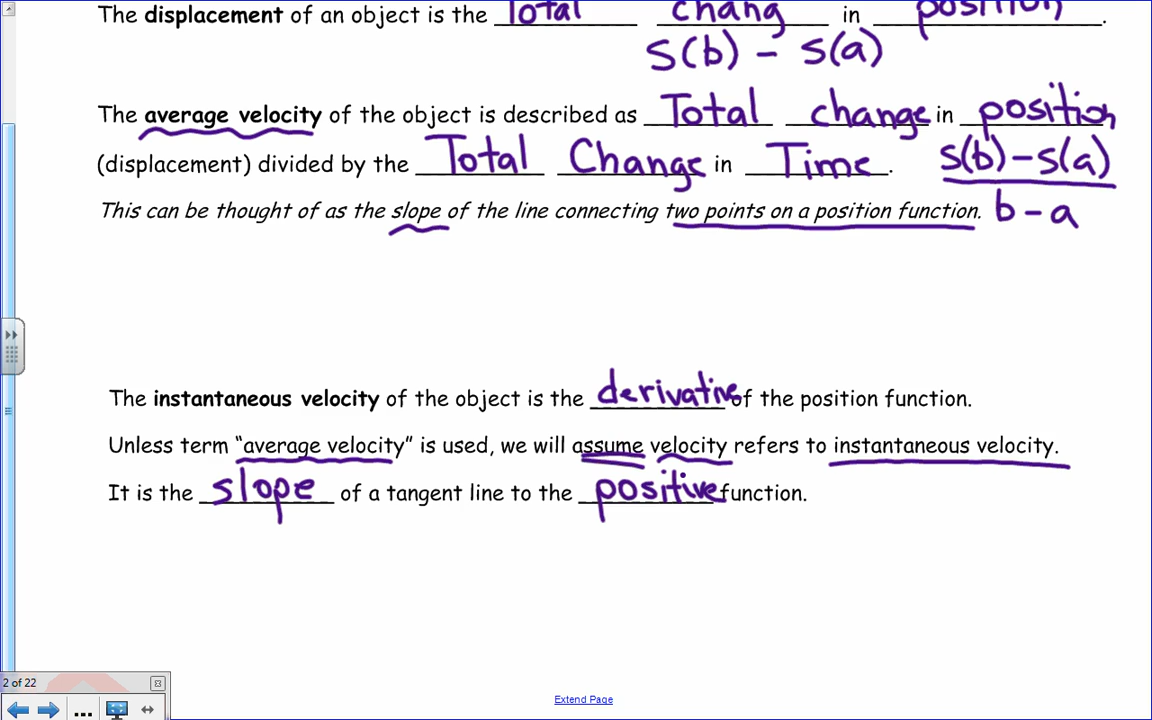 The displacement of an object is the Total chang in position.
s(b) - s(a)
The average velocity of the object is described as Total change in position
(displacement) divided by the Total Change in Time. s(b)-s(a)
This can be thought of as the slope of the line connecting two points on a position function. b-a
The instantaneous velocity of the object is the derivative of the position function.
Unless term "average velocity" is used, we will assume velocity refers to instantaneous velocity.
It is the slope of a tangent line to the positive function.
2 of 22
Extend Page